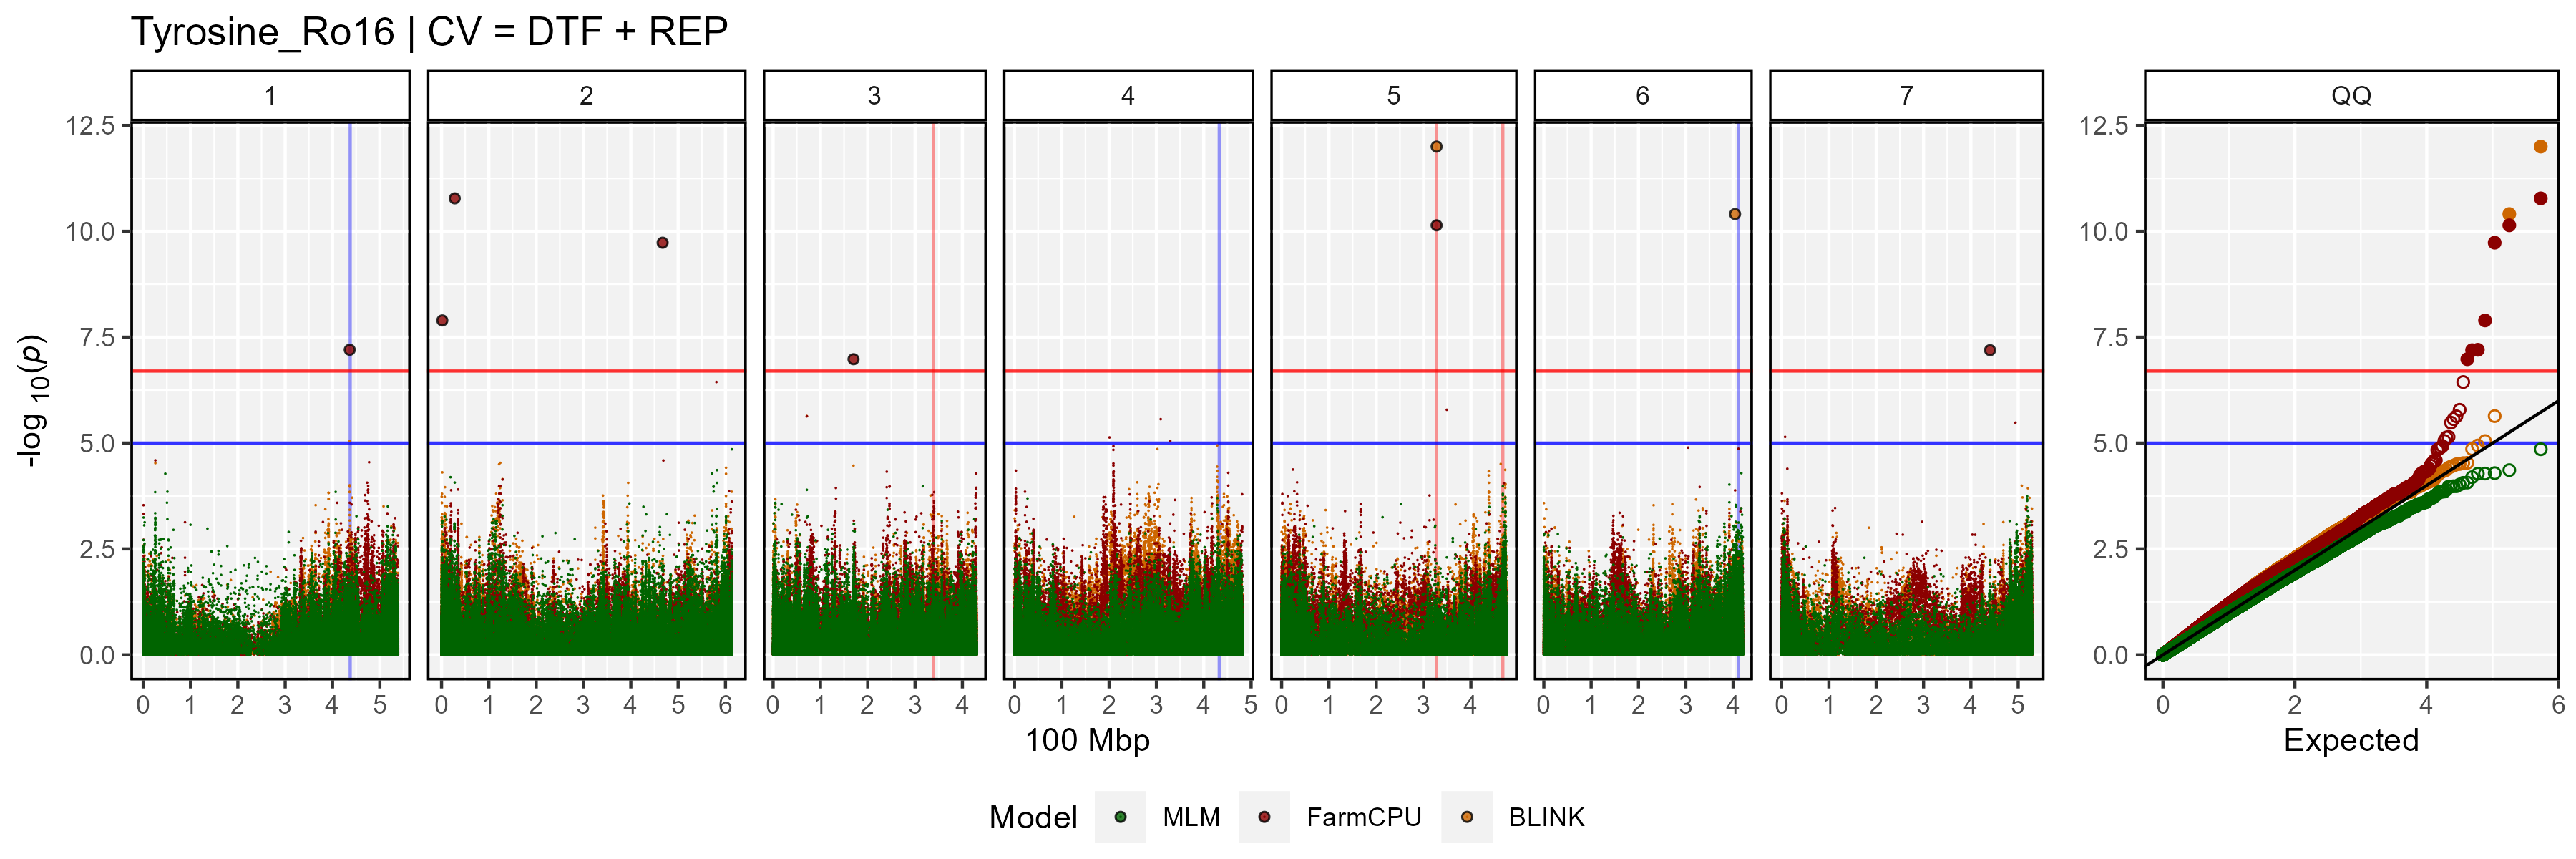 Tyrosine_Ro16 | CV = DTF + REP
1 2 3 4 5 6 7 QQ
12.5 12.5
10.0 10.0
7.5 7.5
5.0 5.0
2.5 2.5
0.0 0.0
-log 10(p)
0 1 2 3 4 5 0 1 2 3 4 5 6 0 1 2 3 4 0 1 2 3 4 5 0 1 2 3 4 0 1 2 3 4 0 1 2 3 4 5 0 2 4 6
100 Mbp Expected
Model MLM FarmCPU BLINK